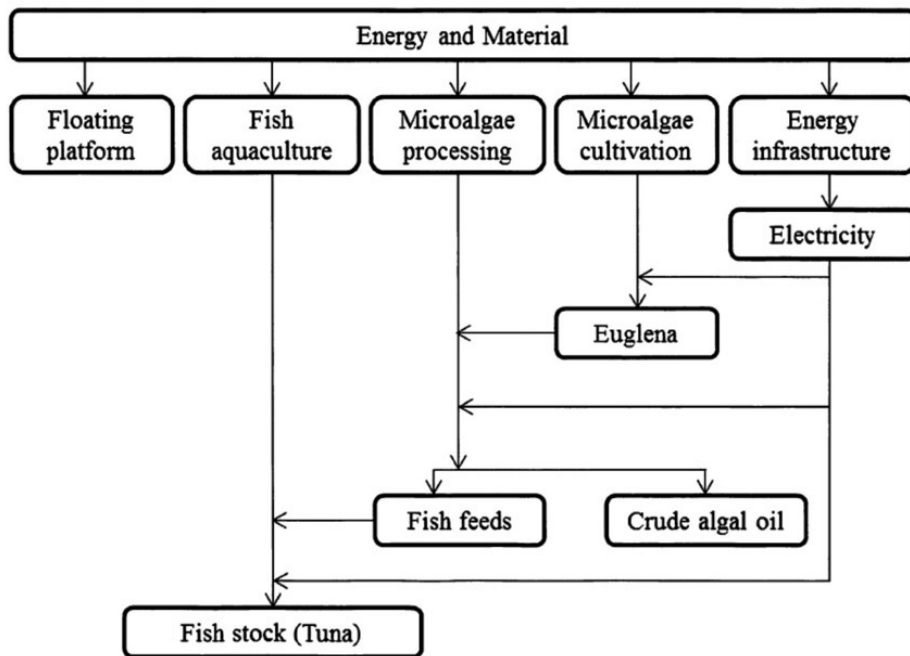 Energy and Material
Floating
platform
Fish
aquaculture
Microalgae
processing
Microalgae
cultivation
Energy
infrastructure
Electricity
Euglena
Fish feeds
Crude algal oil
Fish stock (Tuna)